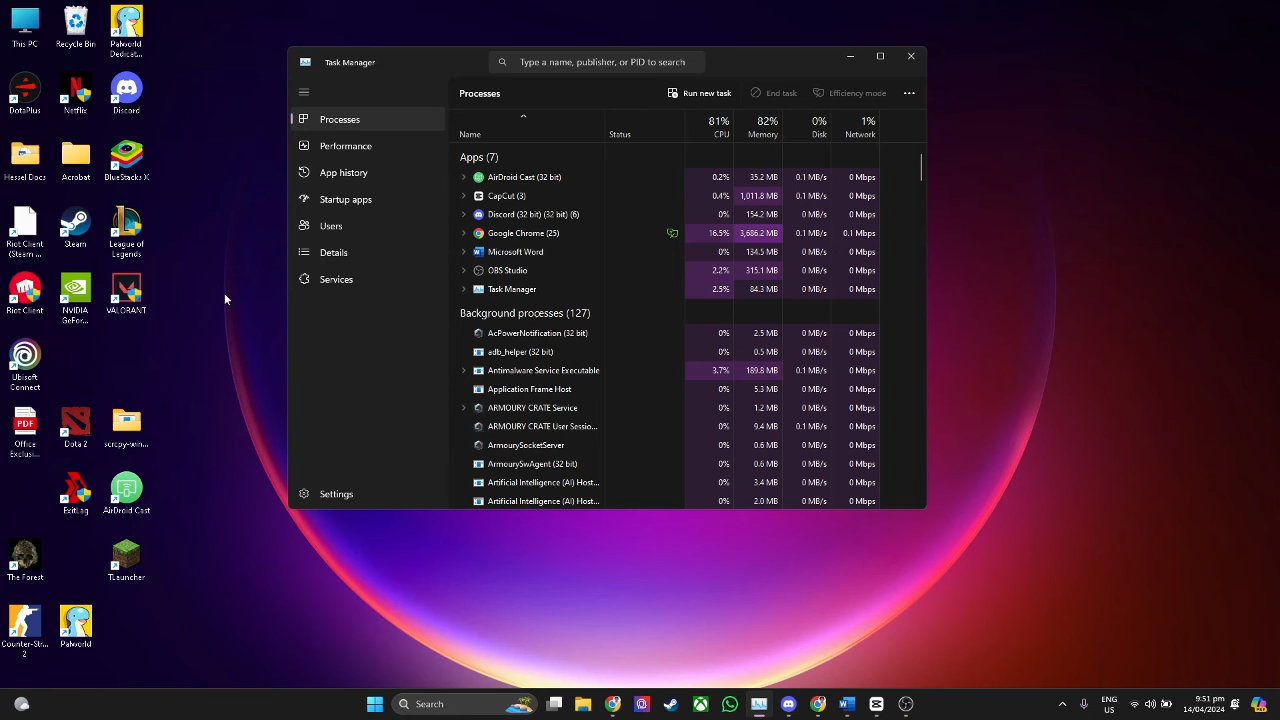 This PC
Recycle Bin
Palworld
Dedicat...
DotaPlus
Netflix
Discord
Hessel Docs
Acrobat
BlueStacks X
Riot Client
(Steam ...
Steam
League of
Legends
Riot Client
NVIDIA
GeFor...
VALORANT
Ubisoft
Connect
PDF
Office
Exclusi...
Dota 2
scrcpy-win...
ExitLag
AirDroid Cast
The Forest
TLauncher
Counter-Str...
2
Palworld
Task Manager
Type a name, publisher, or PID to search
Processes
Performance
App history
Startup apps
Users
Details
Services
Settings
Processes
Run new task
End task
Efficiency mode
81% 82% 0% 1%
Name Status CPU Memory Disk Network
Apps (7)
AirDroid Cast (32 bit) 0.2% 35.2 MB 0.1 MB/s 0 Mbps
CapCut (3) 0.4% 1,011.8 MB 0.1 MB/s 0 Mbps
Discord (32 bit) (32 bit) (6) 0% 154.2 MB 0 MB/s 0 Mbps
Google Chrome (25) 16.5% 3,686.2 MB 0.1 MB/s 0.1 Mbps
Microsoft Word 0% 134.5 MB 0 MB/s 0 Mbps
OBS Studio 2.2% 315.1 MB 0.1 MB/s 0 Mbps
Task Manager 2.5% 84.3 MB 0.1 MB/s 0 Mbps
Background processes (127)
AcPowerNotification (32 bit) 0% 2.5 MB 0 MB/s 0 Mbps
adb_helper (32 bit) 0% 0.5 MB 0 MB/s 0 Mbps
Antimalware Service Executable 3.7% 189.8 MB 0.1 MB/s 0 Mbps
Application Frame Host 0% 5.3 MB 0 MB/s 0 Mbps
ARMOURY CRATE Service 0% 1.2 MB 0 MB/s 0 Mbps
ARMOURY CRATE User Sessio... 0% 9.4 MB 0.1 MB/s 0 Mbps
ArmourySocketServer 0% 0.6 MB 0 MB/s 0 Mbps
ArmourySwAgent (32 bit) 0% 0.6 MB 0 MB/s 0 Mbps
Artificial Intelligence (AI) Host... 0% 3.4 MB 0 MB/s 0 Mbps
Artificial Intelligence (AI) Host... 0% 2.0 MB 0 MB/s 0 Mbps
Search
ENG
US
9:51 pm
14/04/2024